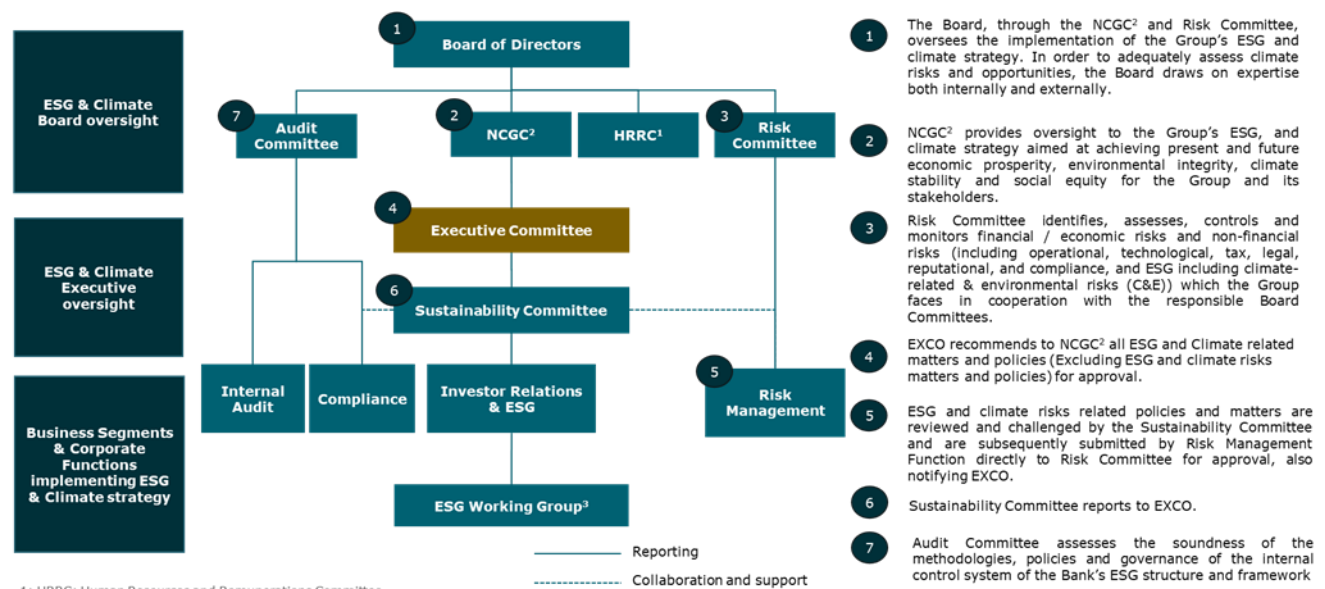 1
Board of Directors
ESG & Climate
Board oversight
7
Audit
Committee
2
NCGC²
HRRC¹
3
Risk
Committee
4
Executive Committee
ESG & Climate
Executive
oversight
6
Sustainability Committee
Internal
Audit
Compliance
Investor Relations
& ESG
5
Risk
Management
Business Segments
& Corporate
Functions
implementing ESG
& Climate strategy
ESG Working Group³
Reporting
Collaboration and support
1
The Board, through the NCGC² and Risk Committee,
oversees the implementation of the Group's ESG and
climate strategy. In order to adequately assess climate
risks and opportunities, the Board draws on expertise
both internally and externally.
2
NCGC² provides oversight to the Group's ESG, and
climate strategy aimed at achieving present and future
economic prosperity, environmental integrity, climate
stability and social equity for the Group and its
stakeholders.
3
Risk Committee identifies, assesses, controls and
monitors financial / economic risks and non-financial
risks (including operational, technological, tax, legal,
reputational, and compliance, and ESG including climate-
related & environmental risks (C&E)) which the Group
faces in cooperation with the responsible Board
Committees.
4
EXCO recommends to NCGC² all ESG and Climate related
matters and policies (Excluding ESG and climate risks
matters and policies) for approval.
5
ESG and climate risks related policies and matters are
reviewed and challenged by the Sustainability Committee
and are subsequently submitted by Risk Management
Function directly to Risk Committee for approval, also
notifying EXCO.
6
Sustainability Committee reports to EXCO.
7
Audit Committee assesses the soundness of the
methodologies, policies and governance of the internal
control system of the Bank's ESG structure and framework